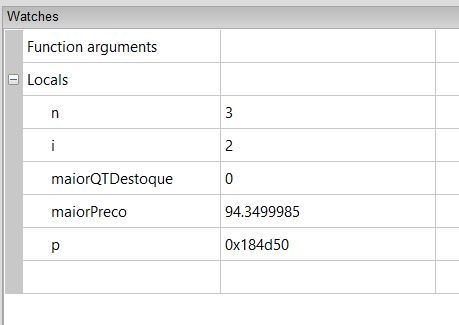 Watches
Function arguments
Locals
n 3
i 2
maiorQTDestoque 0
maiorPreco 94.3499985
p 0x184d50